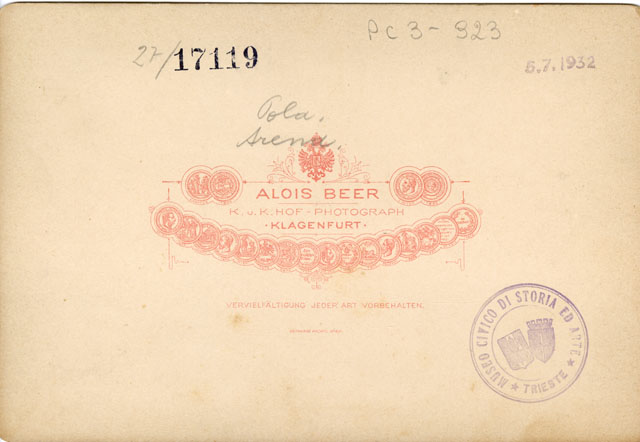 Pc 3 - 923
27/17119
5.7.1932
Pola.
Arena.
ALOIS BEER
K. u. K. HOF - PHOTOGRAPH
· KLAGENFURT ·
VERVIELFÄLTIGUNG JEDER ART VORBEHALTEN.
MUSEO CIVICO DI STORIA ED ARTE
★ TRIESTE ★